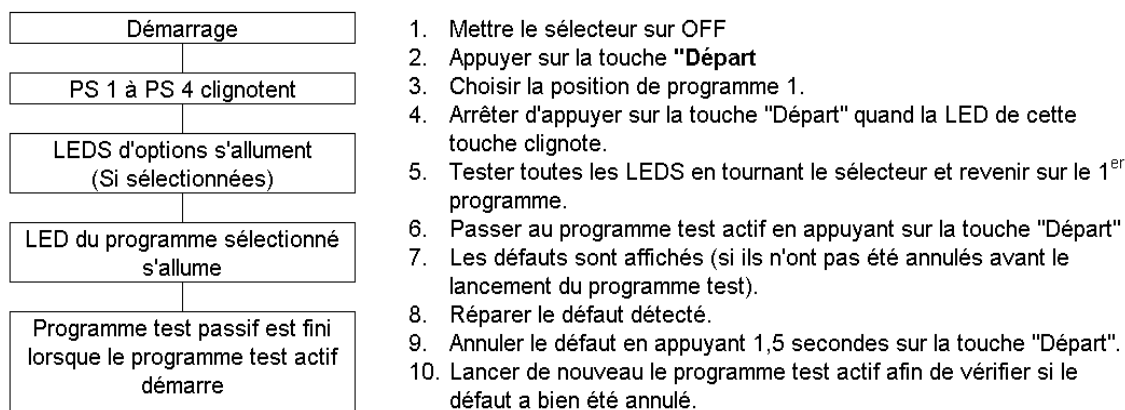 Démarrage
PS 1 à PS 4 clignotent
LEDS d'options s'allument
(Si sélectionnées)
LED du programme sélectionné
s'allume
Programme test passif est fini
lorsque le programme test actif
démarre
1. Mettre le sélecteur sur OFF
2. Appuyer sur la touche "Départ
3. Choisir la position de programme 1.
4. Arrêter d'appuyer sur la touche "Départ" quand la LED de cette
touche clignote.
5. Tester toutes les LEDS en tournant le sélecteur et revenir sur le 1er
programme.
6. Passer au programme test actif en appuyant sur la touche "Départ"
7. Les défauts sont affichés (si ils n'ont pas été annulés avant le
lancement du programme test).
8. Réparer le défaut détecté.
9. Annuler le défaut en appuyant 1,5 secondes sur la touche "Départ".
10. Lancer de nouveau le programme test actif afin de vérifier si le
défaut a bien été annulé.